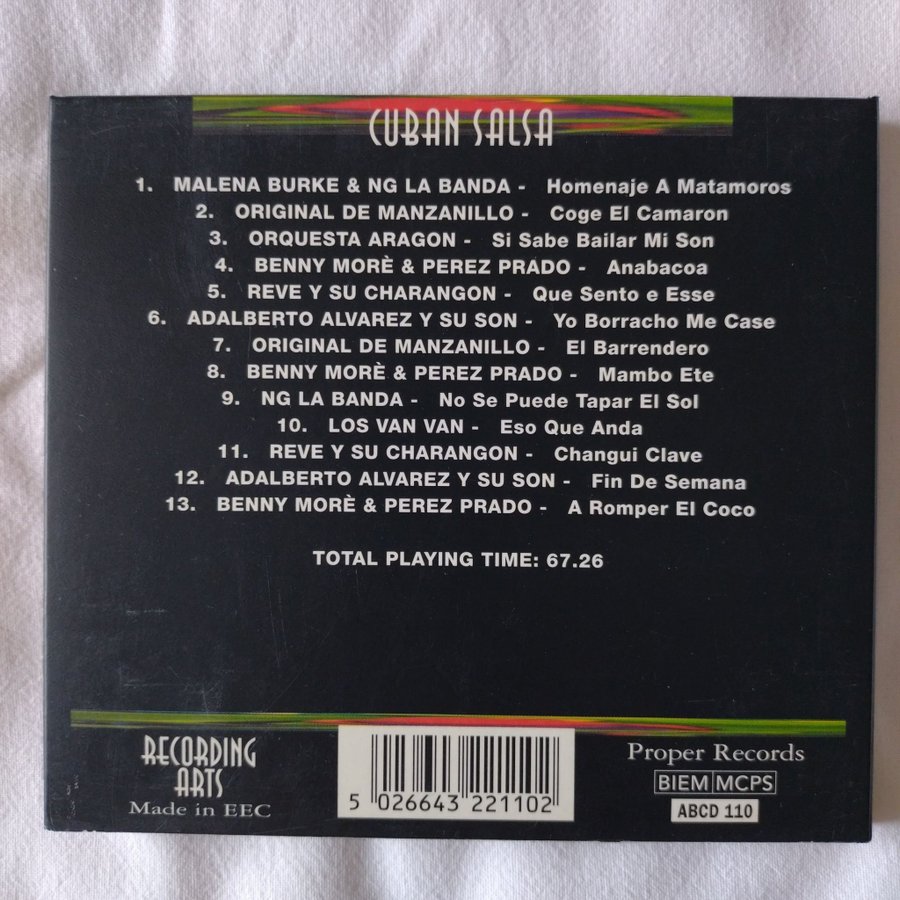 CUBAN SALSA
1. MALENA BURKE & NG LA BANDA - Homenaje A Matamoros
2. ORIGINAL DE MANZANILLO - Coge El Camaron
3. ORQUESTA ARAGON - Si Sabe Bailar Mi Son
4. BENNY MORÈ & PEREZ PRADO - Anabacoa
5. REVE Y SU CHARANGON - Que Sento e Esse
6. ADALBERTO ALVAREZ Y SU SON - Yo Borracho Me Case
7. ORIGINAL DE MANZANILLO - El Barrendero
8. BENNY MORÈ & PEREZ PRADO - Mambo Ete
9. NG LA BANDA - No Se Puede Tapar El Sol
10. LOS VAN VAN - Eso Que Anda
11. REVE Y SU CHARANGON - Changui Clave
12. ADALBERTO ALVAREZ Y SU SON - Fin De Semana
13. BENNY MORÈ & PEREZ PRADO - A Romper El Coco
TOTAL PLAYING TIME: 67.26
RECORDING
ARTS
Made in EEC
5 026643 221102
Proper Records
BIEM MCPS
ABCD 110